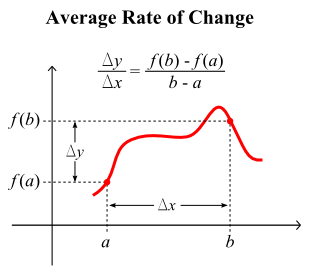 Average Rate of Change
Δy/Δx = f(b) - f(a)/b - a
f(b)
Δy
f(a)
Δx
a
b